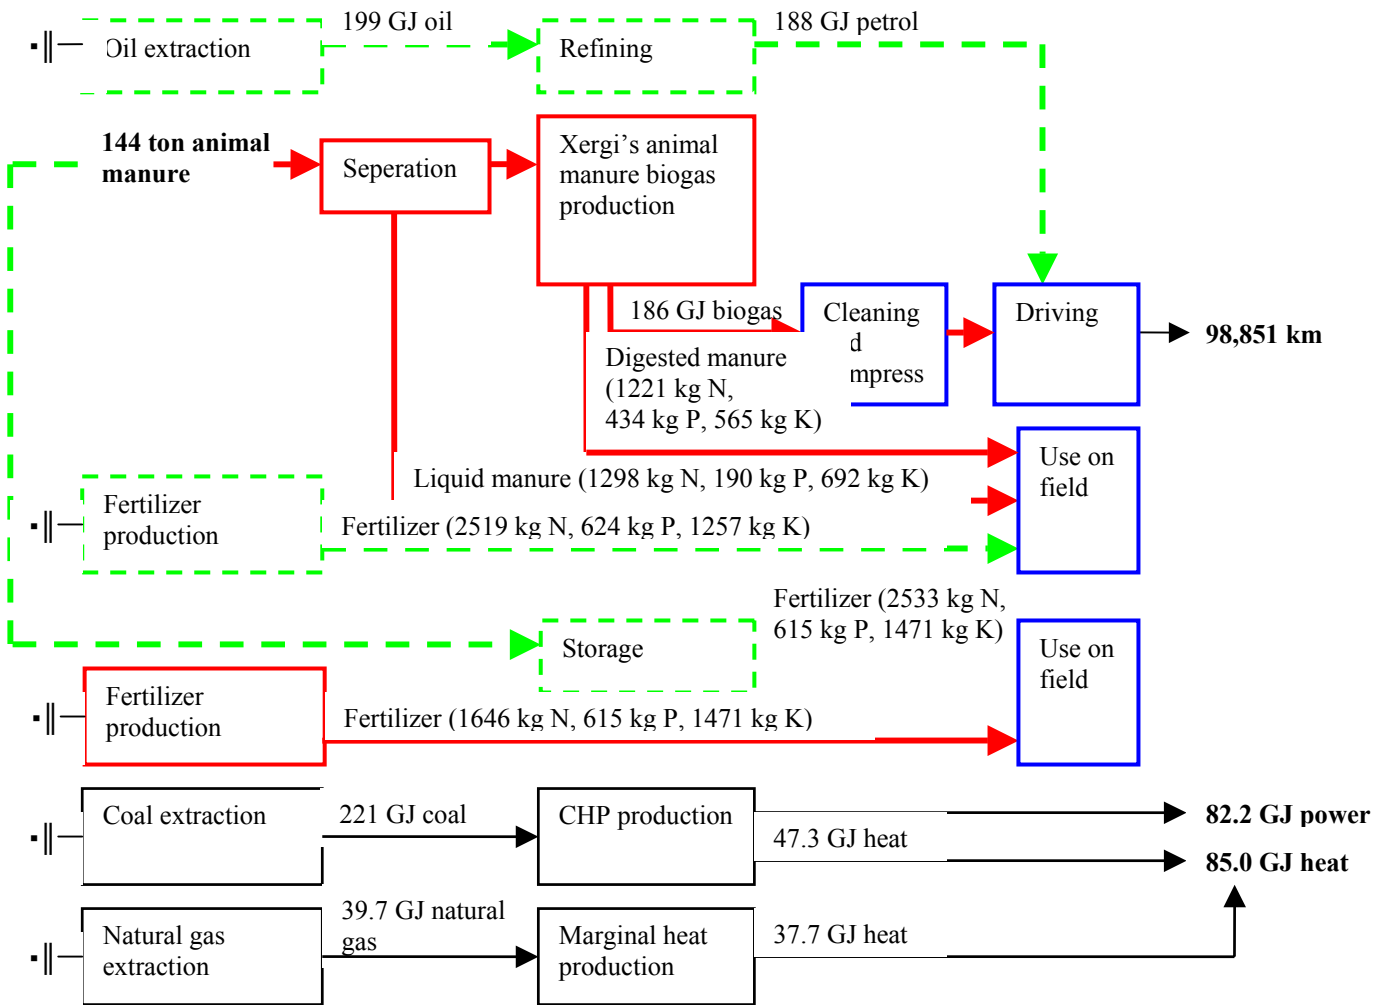 199 GJ oil
188 GJ petrol
Oil extraction
Refining
144 ton animal
manure
Seperation
Xergi’s animal
manure biogas
production
186 GJ biogas
Cleaning
d
mpress
Driving
98,851 km
Digested manure
(1221 kg N,
434 kg P, 565 kg K)
Liquid manure (1298 kg N, 190 kg P, 692 kg K)
Use on
field
Fertilizer
production
Fertilizer (2519 kg N, 624 kg P, 1257 kg K)
Fertilizer (2533 kg N,
615 kg P, 1471 kg K)
Storage
Use on
field
Fertilizer
production
Fertilizer (1646 kg N, 615 kg P, 1471 kg K)
Coal extraction
221 GJ coal
CHP production
82.2 GJ power
47.3 GJ heat
85.0 GJ heat
39.7 GJ natural
gas
Natural gas
extraction
Marginal heat
production
37.7 GJ heat